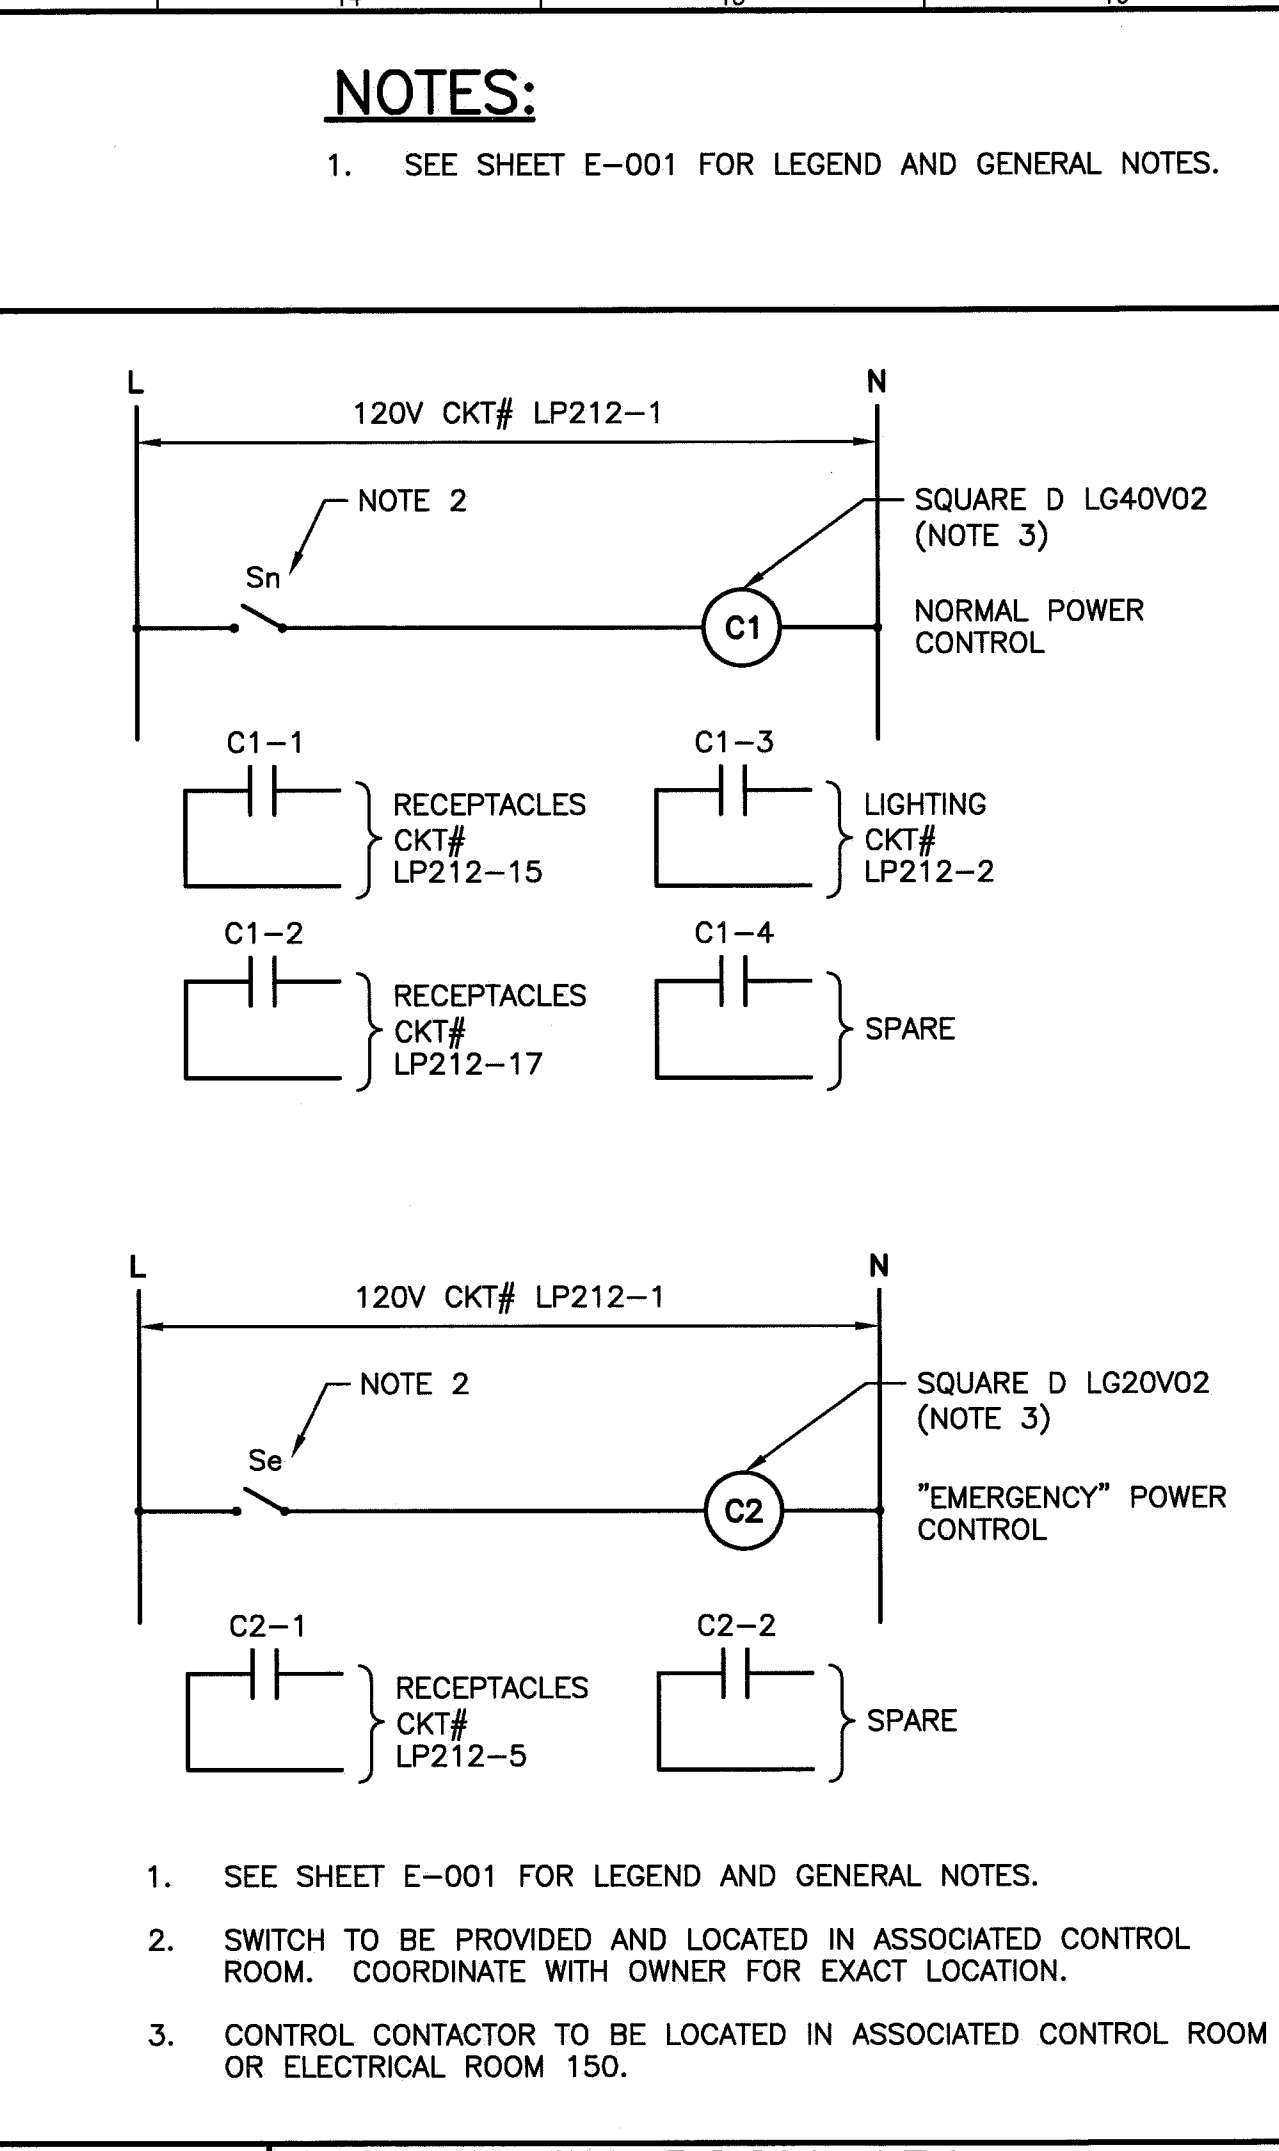 NOTES:
1. SEE SHEET E-001 FOR LEGEND AND GENERAL NOTES.
L
N
120V CKT# LP212-1
NOTE 2
SQUARE D LG40V02
(NOTE 3)
Sn
C1
NORMAL POWER
CONTROL
C1-1
RECEPTACLES
CKT#
LP212-15
C1-3
LIGHTING
CKT#
LP212-2
C1-2
RECEPTACLES
CKT#
LP212-17
C1-4
SPARE
L
N
120V CKT# LP212-1
NOTE 2
SQUARE D LG20V02
(NOTE 3)
Se
C2
"EMERGENCY" POWER
CONTROL
C2-1
RECEPTACLES
CKT#
LP212-5
C2-2
SPARE
1. SEE SHEET E-001 FOR LEGEND AND GENERAL NOTES.
2. SWITCH TO BE PROVIDED AND LOCATED IN ASSOCIATED CONTROL
ROOM. COORDINATE WITH OWNER FOR EXACT LOCATION.
3. CONTROL CONTACTOR TO BE LOCATED IN ASSOCIATED CONTROL ROOM
OR ELECTRICAL ROOM 150.